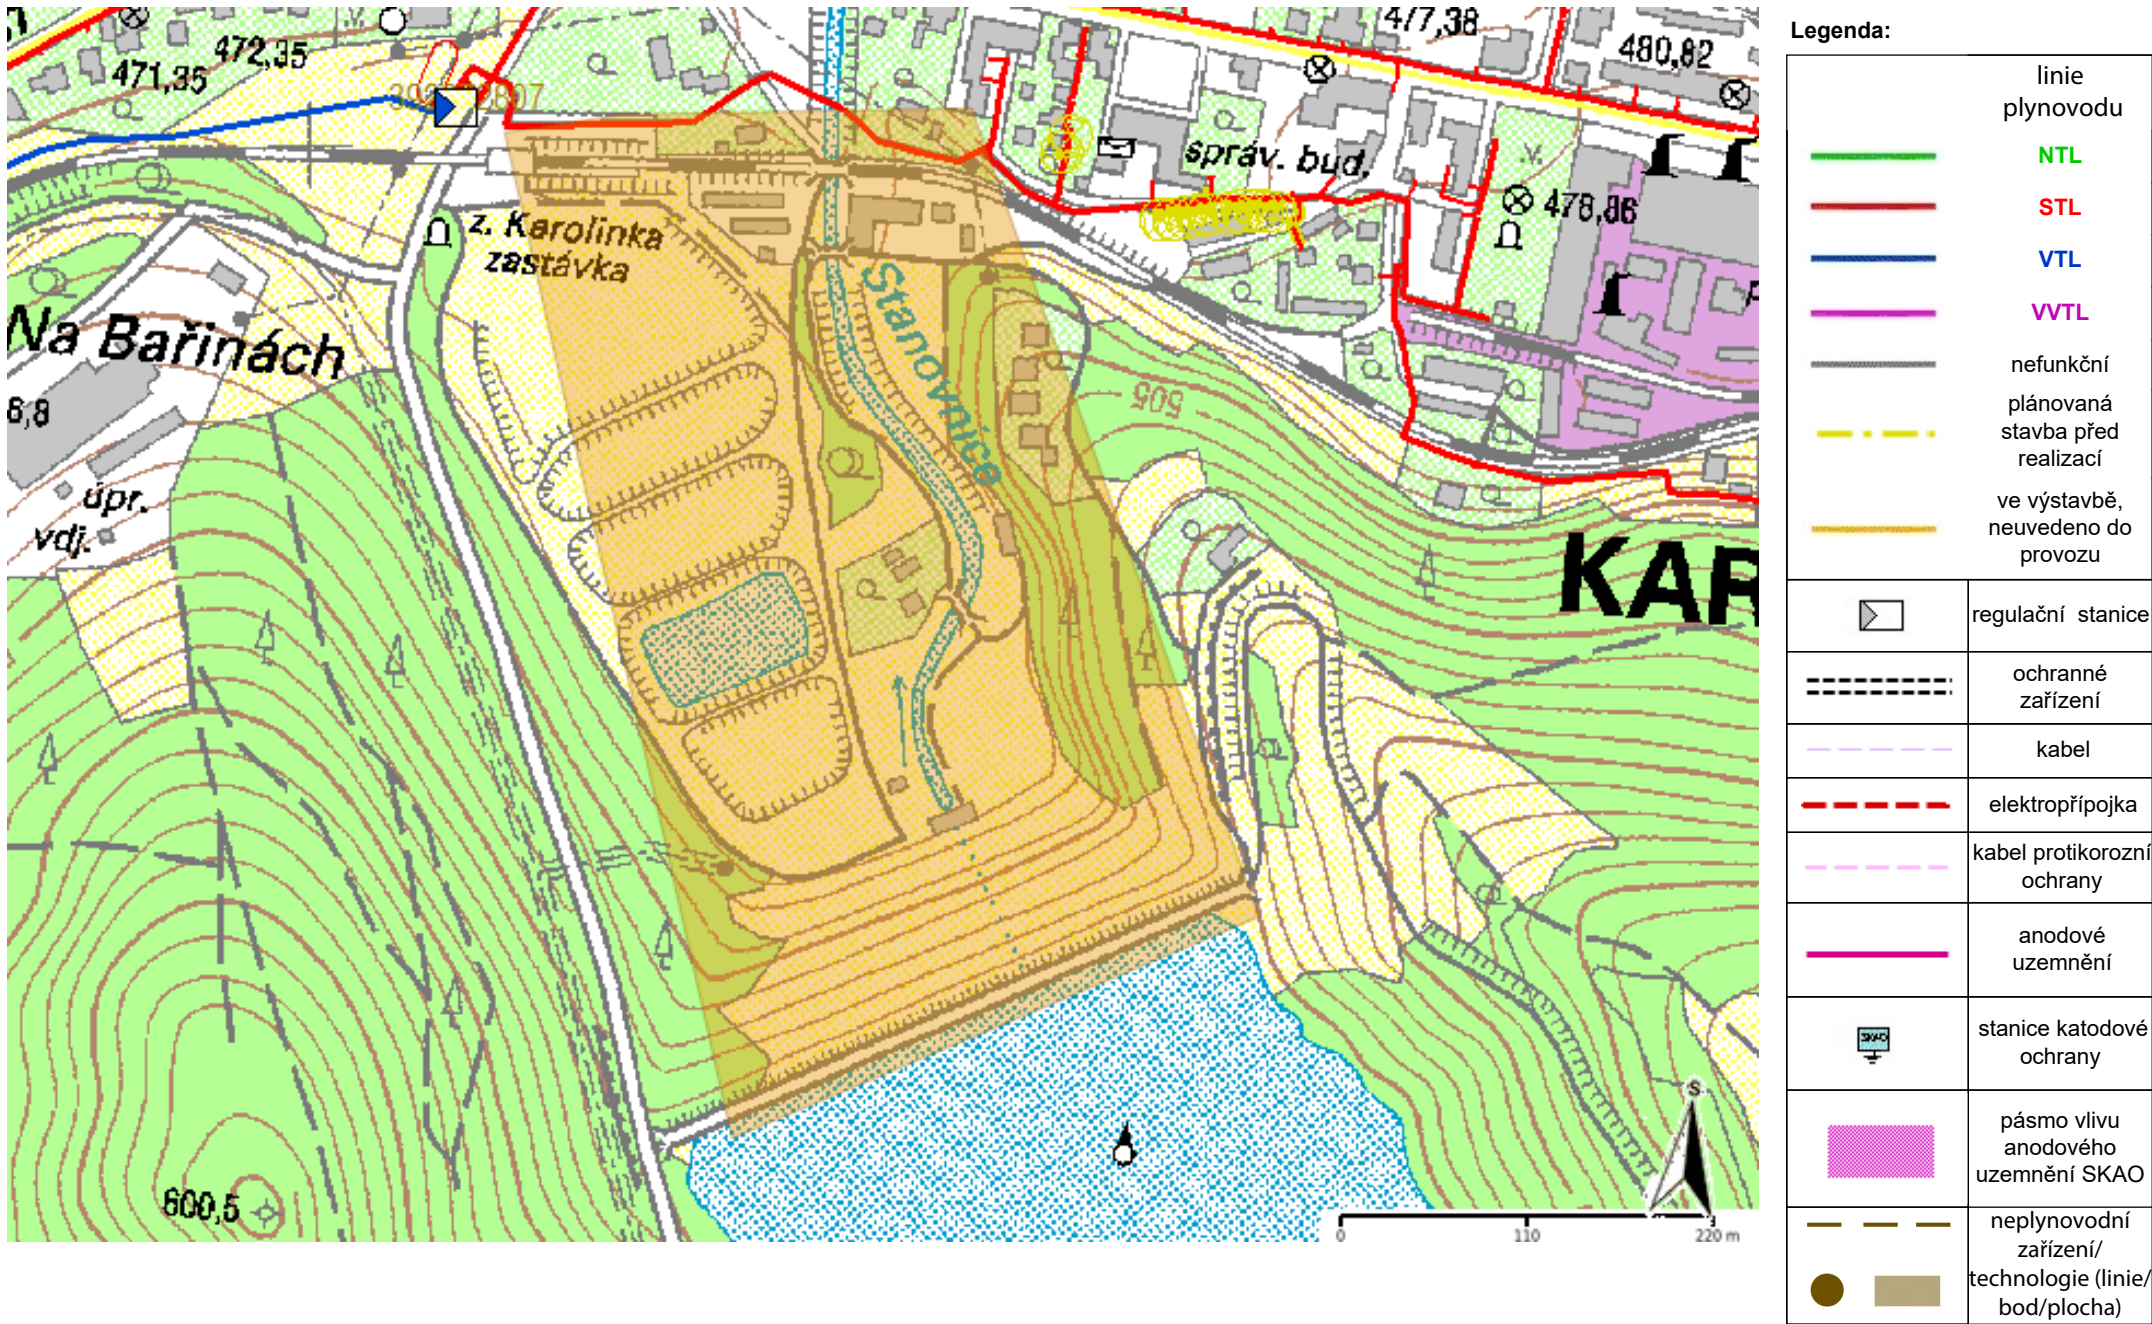 472,35
471,35
477,38
480,82
správ. bud.
478,86
z. Karolinka
zastávka
Stanovnice
Na Bařinách
6,8
úpr.
vdj.
505
KAR
600,5
S
0 110 220 m
Legenda:
linie
plynovodu
NTL
STL
VTL
VVTL
nefunkční
plánovaná
stavba před
realizací
ve výstavbě,
neuvedeno do
provozu
regulační stanice
ochranné
zařízení
kabel
elektropřípojka
kabel protikorozní
ochrany
anodové
uzemnění
SKAO
stanice katodové
ochrany
pásmo vlivu
anodového
uzemnění SKAO
neplynovodní
zařízení/
technologie (linie/
bod/plocha)